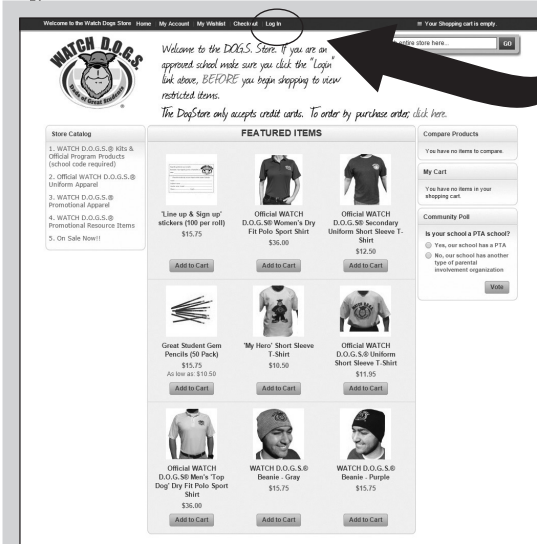 Welcome to the Watch Dogs Store Home My Account My Wishlist Checkout Log In
Your Shopping cart is empty.
entire store here...
GO
WATCH D.O.G.S.
Dads of Great Students
®
Welcome to the DOGS. Store. If you are an
approved school make sure you click the "Login"
link above, BEFORE you begin shopping to view
restricted items.
The DogStore only accepts credit cards. To order by purchase order, click here.
Store Catalog
1. WATCH D.O.G.S.® Kits &
Official Program Products
(school code required)
2. Official WATCH D.O.G.S.®
Uniform Apparel
3. WATCH D.O.G.S.®
Promotional Apparel
4. WATCH D.O.G.S.®
Promotional Resource Items
5. On Sale Now!!
FEATURED ITEMS
'Line up & Sign up'
stickers (100 per roll)
$15.75
Add to Cart
Official WATCH
D.O.G.S.® Women's Dry
Fit Polo Sport Shirt
$36.00
Add to Cart
Official WATCH
D.O.G.S.® Secondary
Uniform Short Sleeve T-
Shirt
$12.50
Add to Cart
Great Student Gem
Pencils (50 Pack)
$15.75
As low as: $10.50
Add to Cart
'My Hero' Short Sleeve
T-Shirt
$10.50
Add to Cart
Official WATCH
D.O.G.S.® Uniform
Short Sleeve T-Shirt
$11.95
Add to Cart
Official WATCH
D.O.G.S.® Men's 'Top
Dog' Dry Fit Polo Sport
Shirt
$36.00
Add to Cart
WATCH D.O.G.S.®
Beanie - Gray
$15.75
Add to Cart
WATCH D.O.G.S.®
Beanie - Purple
$15.75
Add to Cart
Compare Products
You have no items to compare.
My Cart
You have no items in your
shopping cart.
Community Poll
Is your school a PTA school?
Yes, our school has a PTA
No, our school has another
type of parental
involvement organization
Vote